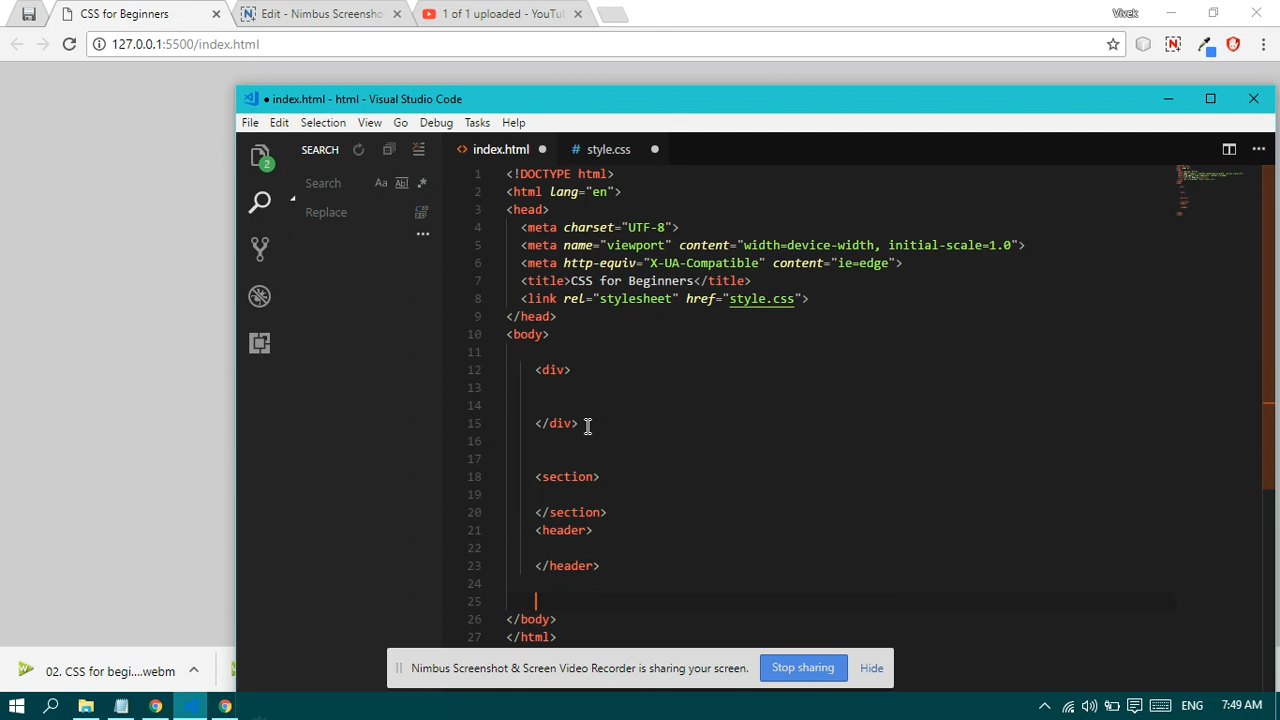 CSS for Beginners
Edit - Nimbus Screensho
1 of 1 uploaded - YouTu
Vivek
127.0.0.1:5500/index.html
● index.html - html - Visual Studio Code
File Edit Selection View Go Debug Tasks Help
2
SEARCH
index.html
# style.css
Search
Aa Abl .*
Replace
1 <!DOCTYPE html>
2 <html lang="en">
3 <head>
4 <meta charset="UTF-8">
5 <meta name="viewport" content="width=device-width, initial-scale=1.0">
6 <meta http-equiv="X-UA-Compatible" content="ie=edge">
7 <title>CSS for Beginners</title>
8 <link rel="stylesheet" href="style.css">
9 </head>
10 <body>
11
12 <div>
13
14
15 </div>
16
17
18 <section>
19
20 </section>
21 <header>
22
23 </header>
24
25
26 </body>
27 </html>
Nimbus Screenshot & Screen Video Recorder is sharing your screen. Stop sharing Hide
02. CSS for begi....webm
ENG 7:49 AM